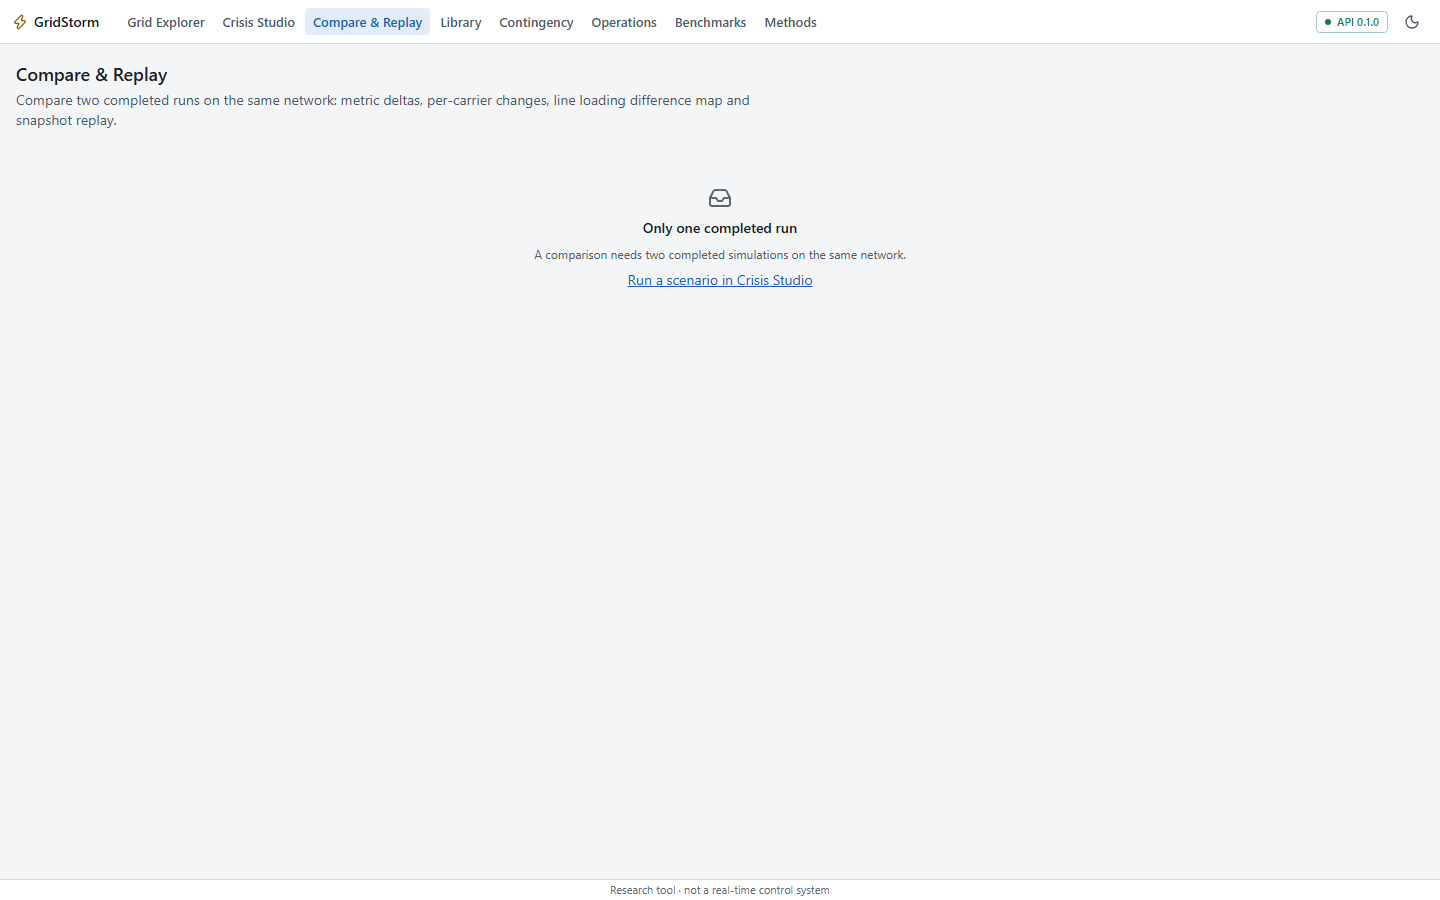 GridStorm Grid Explorer Crisis Studio Compare & Replay Library Contingency Operations Benchmarks Methods API 0.1.0
Compare & Replay
Compare two completed runs on the same network: metric deltas, per-carrier changes, line loading difference map and
snapshot replay.
Only one completed run
A comparison needs two completed simulations on the same network.
Run a scenario in Crisis Studio
Research tool · not a real-time control system